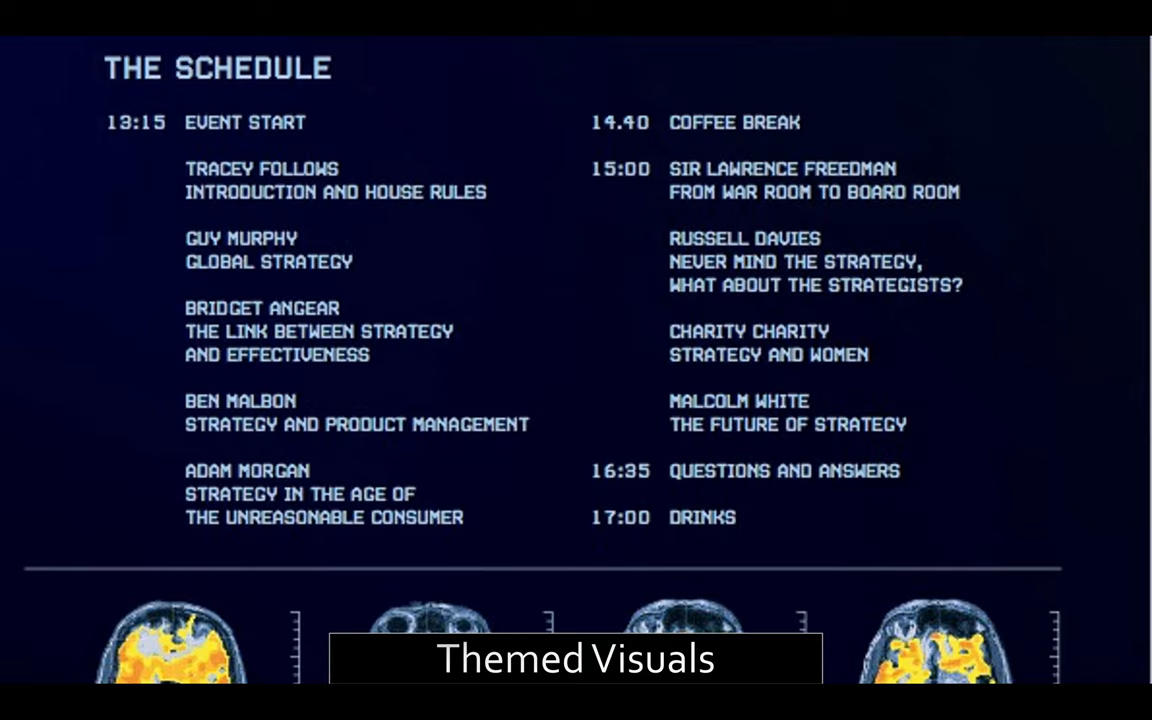 THE SCHEDULE
13:15 EVENT START
TRACEY FOLLOWS
INTRODUCTION AND HOUSE RULES
GUY MURPHY
GLOBAL STRATEGY
BRIDGET ANGEAR
THE LINK BETWEEN STRATEGY
AND EFFECTIVENESS
BEN MALBON
STRATEGY AND PRODUCT MANAGEMENT
ADAM MORGAN
STRATEGY IN THE AGE OF
THE UNREASONABLE CONSUMER
14.40 COFFEE BREAK
15:00 SIR LAWRENCE FREEDMAN
FROM WAR ROOM TO BOARD ROOM
RUSSELL DAVIES
NEVER MIND THE STRATEGY,
WHAT ABOUT THE STRATEGISTS?
CHARITY CHARITY
STRATEGY AND WOMEN
MALCOLM WHITE
THE FUTURE OF STRATEGY
16:35 QUESTIONS AND ANSWERS
17:00 DRINKS
Themed Visuals